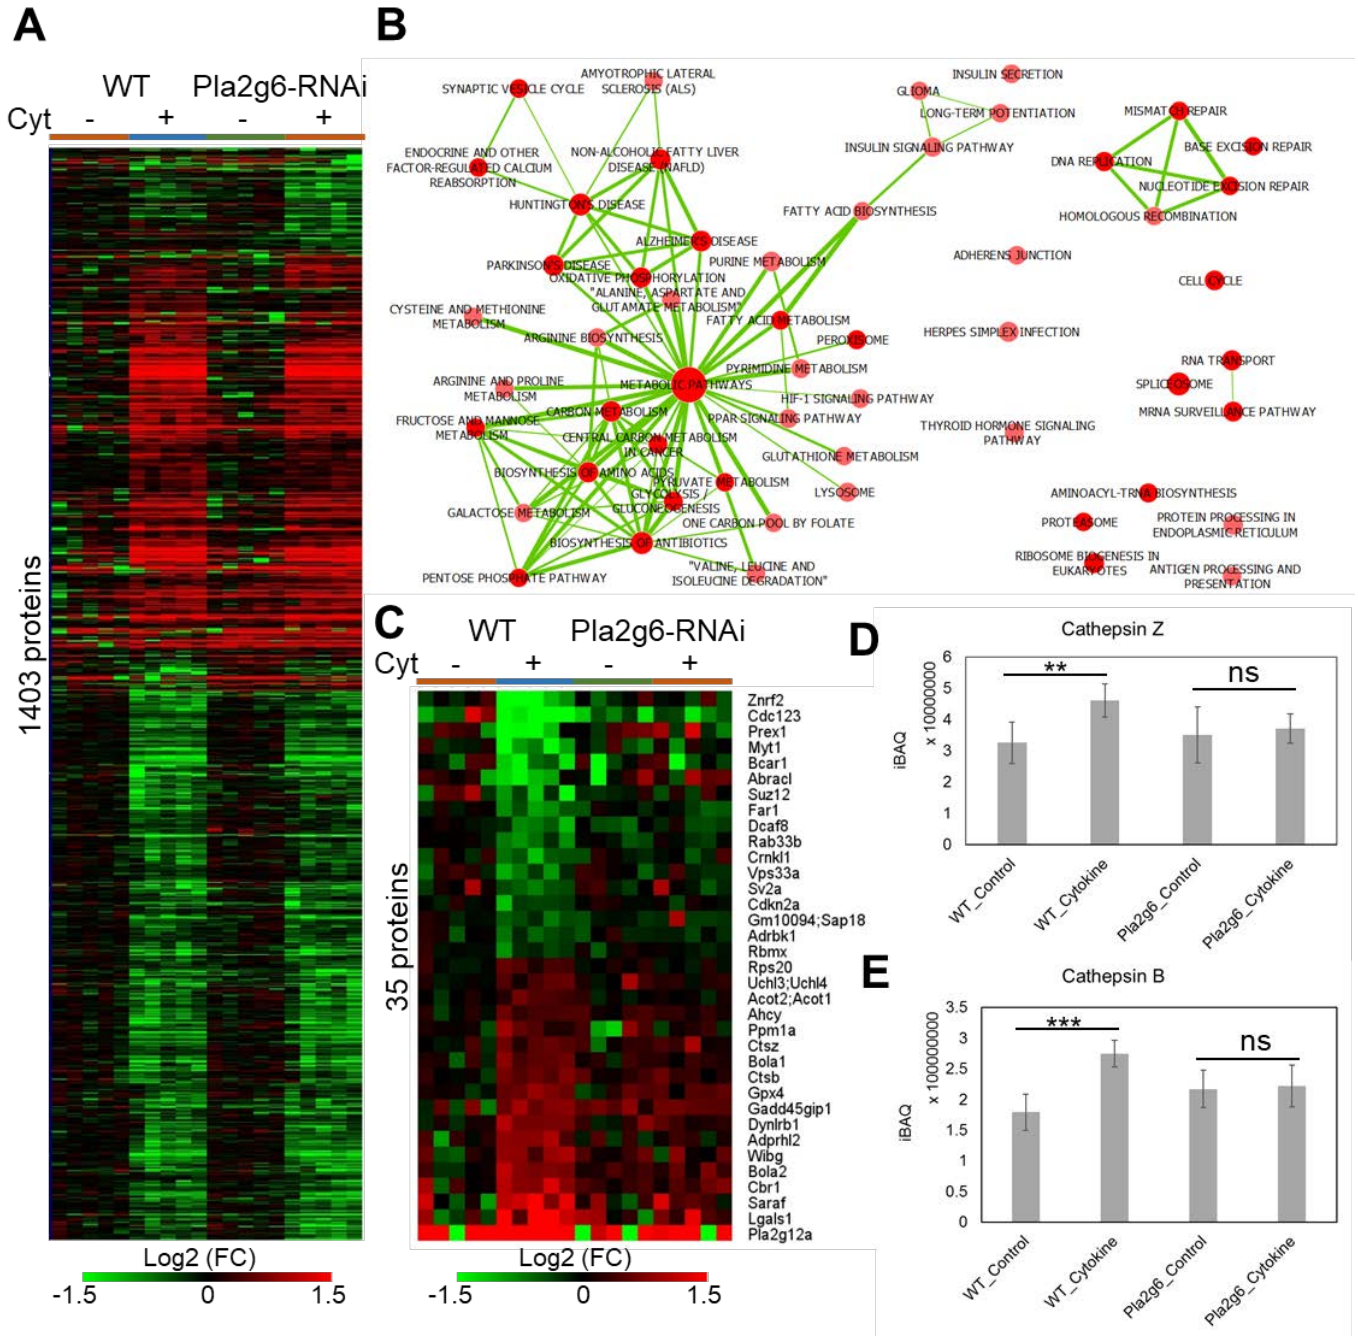 A
WT Pla2g6-RNAi
Cyt - + - +
1403 proteins
Log2 (FC)
-1.5 0 1.5
B
SYNAPTIC VESICLE CYCLE
AMYOTROPHIC LATERAL
SCLEROSIS (ALS)
ENDOCRINE AND OTHER
FACTOR-REGULATED CALCIUM
REABSORPTION
NON-ALCOHOLIC FATTY LIVER
DISEASE (NAFLD)
HUNTINGTON'S DISEASE
ALZHEIMER'S DISEASE
PARKINSON'S DISEASE
OXIDATIVE PHOSPHORYLATION
PURINE METABOLISM
"ALANINE, ASPARTATE AND
GLUTAMATE METABOLISM"
CYSTEINE AND METHIONINE
METABOLISM
ARGININE BIOSYNTHESIS
FATTY ACID METABOLISM
PEROXISOME
PYRIMIDINE METABOLISM
METABOLIC PATHWAYS
ARGININE AND PROLINE
METABOLISM
HIF-1 SIGNALING PATHWAY
CARBON METABOLISM
PPAR SIGNALING PATHWAY
FRUCTOSE AND MANNOSE
METABOLISM
CENTRAL CARBON METABOLISM
IN CANCER
GLUTATHIONE METABOLISM
BIOSYNTHESIS OF AMINO ACIDS
PYRUVATE METABOLISM
GLYCOLYSIS /
GLUCONEOGENESIS
LYSOSOME
GALACTOSE METABOLISM
ONE CARBON POOL BY FOLATE
BIOSYNTHESIS OF ANTIBIOTICS
PENTOSE PHOSPHATE PATHWAY
"VALINE, LEUCINE AND
ISOLEUCINE DEGRADATION"
INSULIN SECRETION
GLIOMA
LONG-TERM POTENTIATION
INSULIN SIGNALING PATHWAY
FATTY ACID BIOSYNTHESIS
MISMATCH REPAIR
BASE EXCISION REPAIR
DNA REPLICATION
NUCLEOTIDE EXCISION REPAIR
HOMOLOGOUS RECOMBINATION
ADHERENS JUNCTION
CELL CYCLE
HERPES SIMPLEX INFECTION
RNA TRANSPORT
SPLICEOSOME
MRNA SURVEILLANCE PATHWAY
THYROID HORMONE SIGNALING
PATHWAY
AMINOACYL-TRNA BIOSYNTHESIS
PROTEASOME
PROTEIN PROCESSING IN
ENDOPLASMIC RETICULUM
RIBOSOME BIOGENESIS IN
EUKARYOTES
ANTIGEN PROCESSING AND
PRESENTATION
C
WT Pla2g6-RNAi
Cyt - + - +
35 proteins
Znrf2
Cdc123
Prex1
Myt1
Bcar1
Abracl
Suz12
Far1
Dcaf8
Rab33b
Crnkl1
Vps33a
Sv2a
Cdkn2a
Gm10094;Sap18
Adrbk1
Rbmx
Rps20
Uchl3;Uchl4
Acot2;Acot1
Ahcy
Ppm1a
Ctsz
Bola1
Ctsb
Gpx4
Gadd45gip1
Dynlrb1
Adprhl2
Wibg
Bola2
Cbr1
Saraf
Lgals1
Pla2g12a
Log2 (FC)
-1.5 0 1.5
D
Cathepsin Z
iBAQ
x 10000000
6
5
4
3
2
1
0
**
ns
WT_Control
WT_Cytokine
Pla2g6_Control
Pla2g6_Cytokine
E
Cathepsin B
iBAQ
x 100000000
3.5
3
2.5
2
1.5
1
0.5
0
***
ns
WT_Control
WT_Cytokine
Pla2g6_Control
Pla2g6_Cytokine